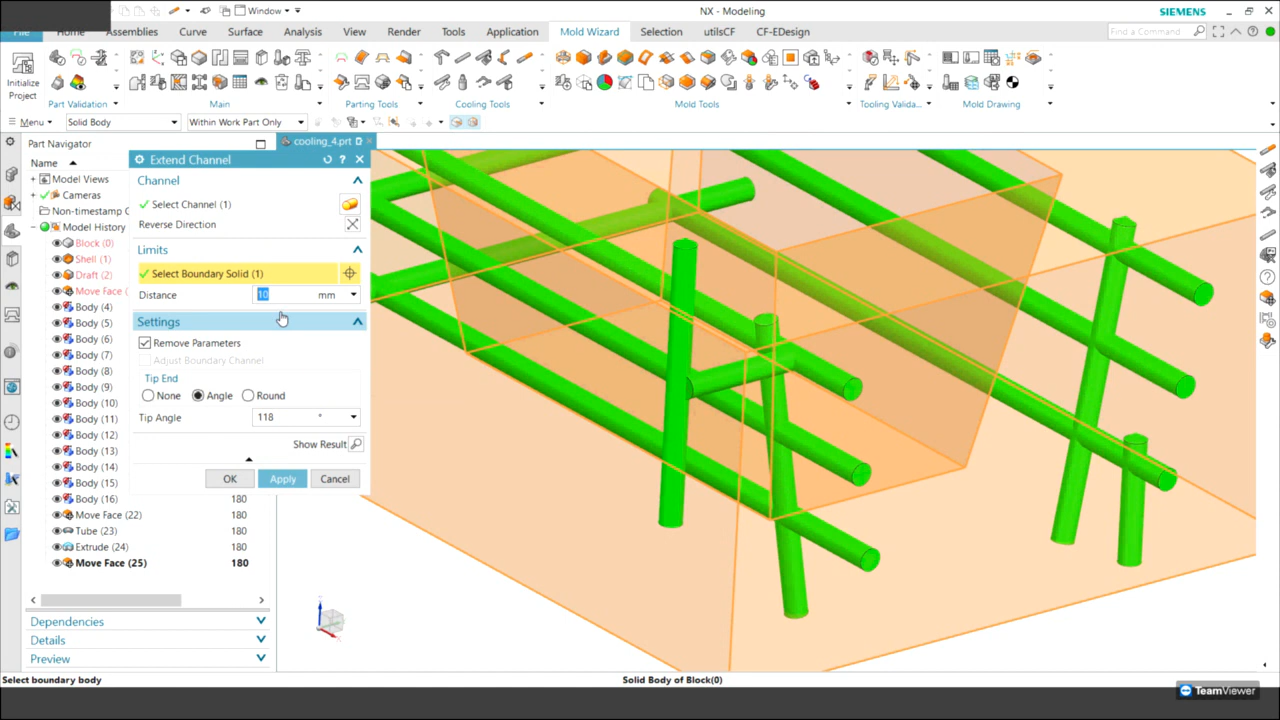 Window
NX - Modeling
SIEMENS
File
Home
Assemblies
Curve
Surface
Analysis
View
Render
Tools
Application
Mold Wizard
Selection
utilsCF
CF-EDesign
Find a Command
Initialize
Project
Part Validation
Main
Parting Tools
Cooling Tools
Mold Tools
Tooling Valida...
Mold Drawing
Menu
Solid Body
Within Work Part Only
Part Navigator
cooling_4.prt
Name
Model Views
Cameras
Non-timestamp G
Model History
Block (0)
Shell (1)
Draft (2)
Move Face (
Body (4)
Body (5)
Body (6)
Body (7)
Body (8)
Body (9)
Body (10)
Body (11)
Body (12)
Body (13)
Body (14)
Body (15)
Body (16) 180
Move Face (22) 180
Tube (23) 180
Extrude (24) 180
Move Face (25) 180
Dependencies
Details
Preview
Extend Channel
Channel
Select Channel (1)
Reverse Direction
Limits
Select Boundary Solid (1)
Distance 10 mm
Settings
Remove Parameters
Adjust Boundary Channel
Tip End
None Angle Round
Tip Angle 118 °
Show Result
OK Apply Cancel
Select boundary body
Solid Body of Block(0)
TeamViewer